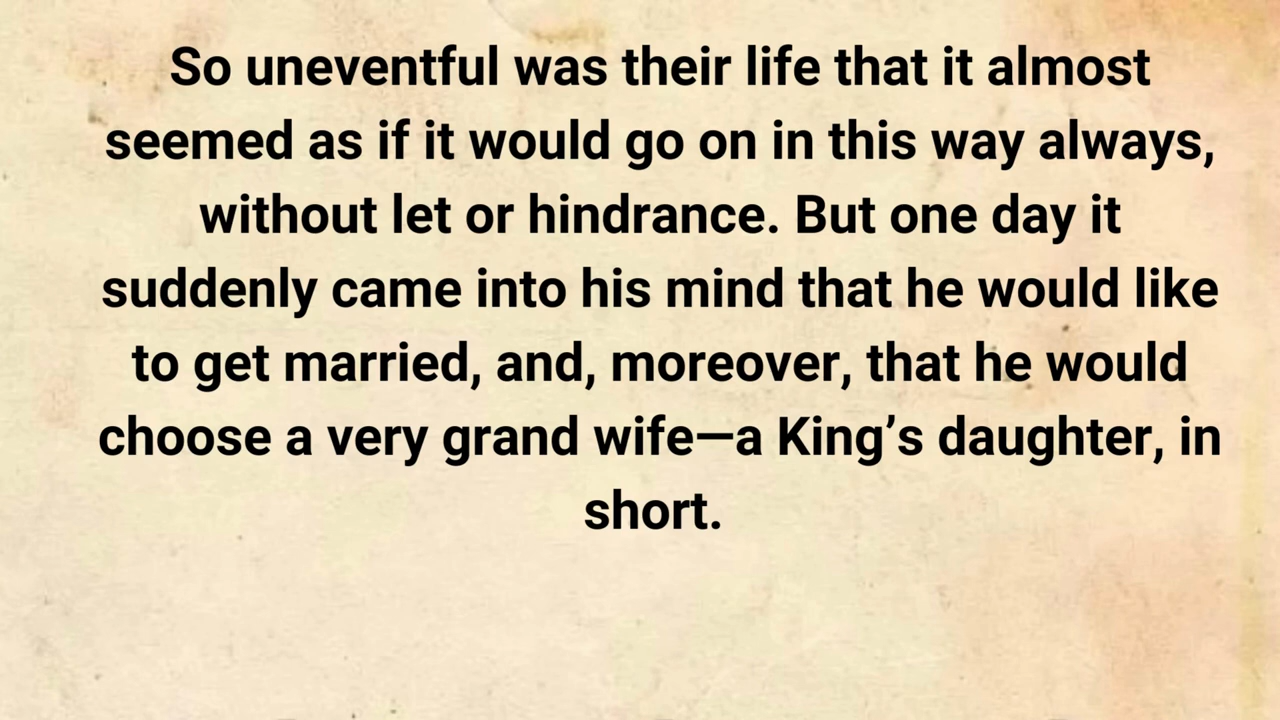 So uneventful was their life that it almost
seemed as if it would go on in this way always,
without let or hindrance. But one day it
suddenly came into his mind that he would like
to get married, and, moreover, that he would
choose a very grand wife—a King’s daughter, in
short.